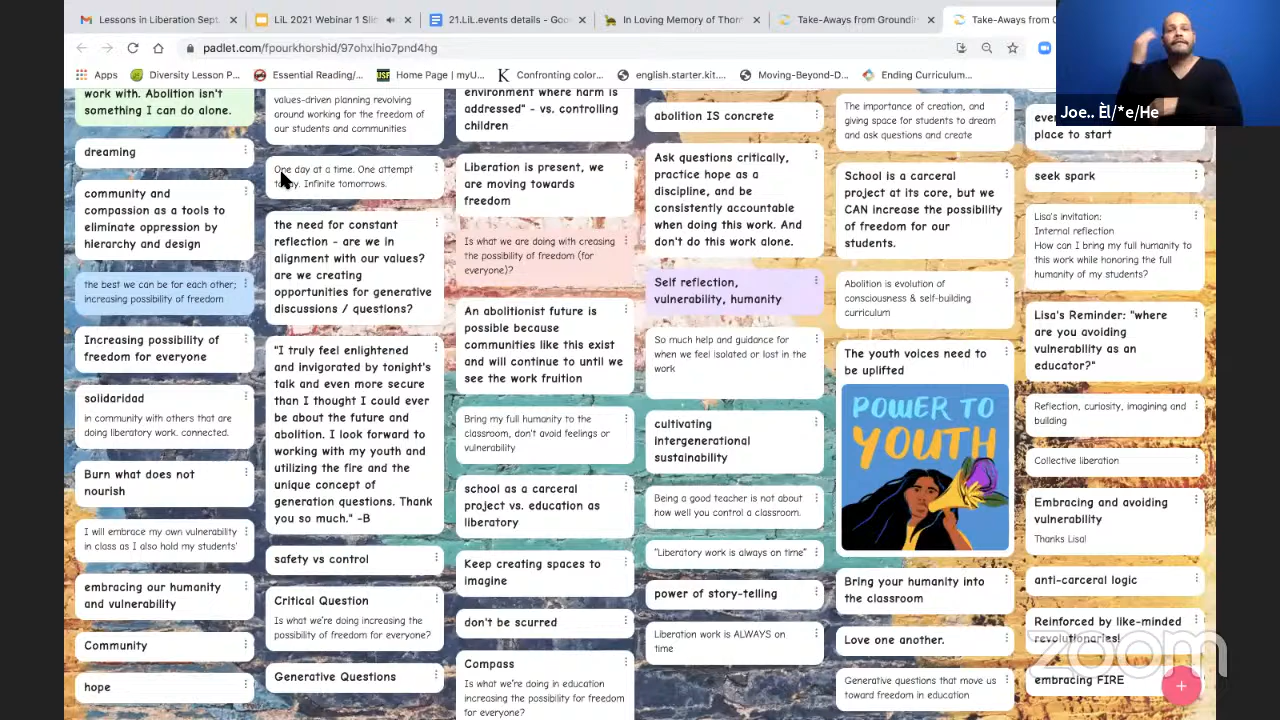 Lessons in Liberation Sept.
LiL 2021 Webinar 1 Sli
21.LiL.events details - Goo
In Loving Memory of Thom
Take-Aways from Groundin
Take-Aways from G
padlet.com/fpourkhorshid/97ohxlhio7pnd4hg
Apps
Diversity Lesson P...
Essential Reading/...
USF
Home Page | myU...
K
Confronting color...
english.starter.kit....
Moving-Beyond-D...
Ending Curriculum...
Joe.. Èl/*e/He
work with. Abolition isn't
something I can do alone.
dreaming
community and
compassion as a tools to
eliminate oppression by
hierarchy and design
the best we can be for each other;
increasing possibility of freedom
Increasing possibility of
freedom for everyone
solidaridad
in community with others that are
doing liberatory work. connected.
Burn what does not
nourish
I will embrace my own vulnerability
in class as I also hold my students'
embracing our humanity
and vulnerability
Community
hope
values-driven planning revolving
around working for the freedom of
our students and communities
One day at a time. One attempt
today. Infinite tomorrows.
the need for constant
reflection - are we in
alignment with our values?
are we creating
opportunities for generative
discussions / questions?
"I truly feel enlightened
and invigorated by tonight's
talk and even more secure
than I thought I could ever
be about the future and
abolition. I look forward to
working with my youth and
utilizing the fire and the
unique concept of
generation questions. Thank
you so much." -B
safety vs control
Critical Question
Is what we're doing increasing the
possibility of freedom for everyone?
Generative Questions
environment where harm is
addressed" - vs. controlling
children
Liberation is present, we
are moving towards
freedom
Is what we are doing with creasing
the possibility of freedom (for
everyone)?
An abolitionist future is
possible because
communities like this exist
and will continue to until we
see the work fruition
Bring my full humanity to the
classroom, don't avoid feelings or
vulnerability
school as a carceral
project vs. education as
liberatory
Keep creating spaces to
imagine
don't be scurred
Compass
Is what we're doing in education
increasing the possibility for freedom
for everyone?
abolition IS concrete
Ask questions critically,
practice hope as a
discipline, and be
consistently accountable
when doing this work. And
don't do this work alone.
Self reflection,
vulnerability, humanity
So much help and guidance for
when we feel isolated or lost in the
work
cultivating
intergenerational
sustainability
Being a good teacher is not about
how well you control a classroom.
"Liberatory work is always on time"
power of story-telling
Liberation work is ALWAYS on
time
The importance of creation, and
giving space for students to dream
and ask questions and create
School is a carceral
project at its core, but we
CAN increase the possibility
of freedom for our
students.
Abolition is evolution of
consciousness & self-building
curriculum
The youth voices need to
be uplifted
POWER TO
YOUTH
Bring your humanity into
the classroom
Love one another.
Generative questions that move us
toward freedom in education
place to start
seek spark
Lisa's invitation:
Internal reflection
How can I bring my full humanity to
this work while honoring the full
humanity of my students?
Lisa's Reminder: "where
are you avoiding
vulnerability as an
educator?"
Reflection, curiosity, imagining and
building
Collective liberation
Embracing and avoiding
vulnerability
Thanks Lisa!
anti-carceral logic
Reinforced by like-minded
revolutionaries!
embracing FIRE
zoom